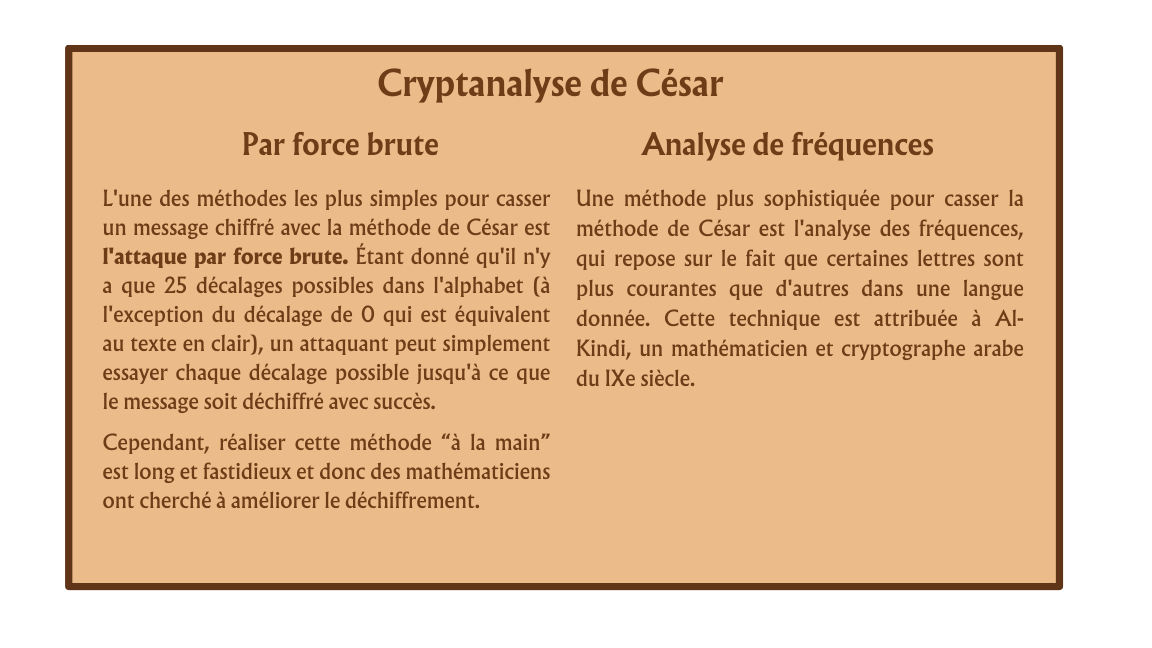 Cryptanalyse de César
Par force brute
L'une des méthodes les plus simples pour casser
un message chiffré avec la méthode de César est
l'attaque par force brute. Étant donné qu'il n'y
a que 25 décalages possibles dans l'alphabet (à
l'exception du décalage de 0 qui est équivalent
au texte en clair), un attaquant peut simplement
essayer chaque décalage possible jusqu'à ce que
le message soit déchiffré avec succès.
Cependant, réaliser cette méthode “à la main”
est long et fastidieux et donc des mathématiciens
ont cherché à améliorer le déchiffrement.
Analyse de fréquences
Une méthode plus sophistiquée pour casser la
méthode de César est l'analyse des fréquences,
qui repose sur le fait que certaines lettres sont
plus courantes que d'autres dans une langue
donnée. Cette technique est attribuée à Al-
Kindi, un mathématicien et cryptographe arabe
du IXe siècle.